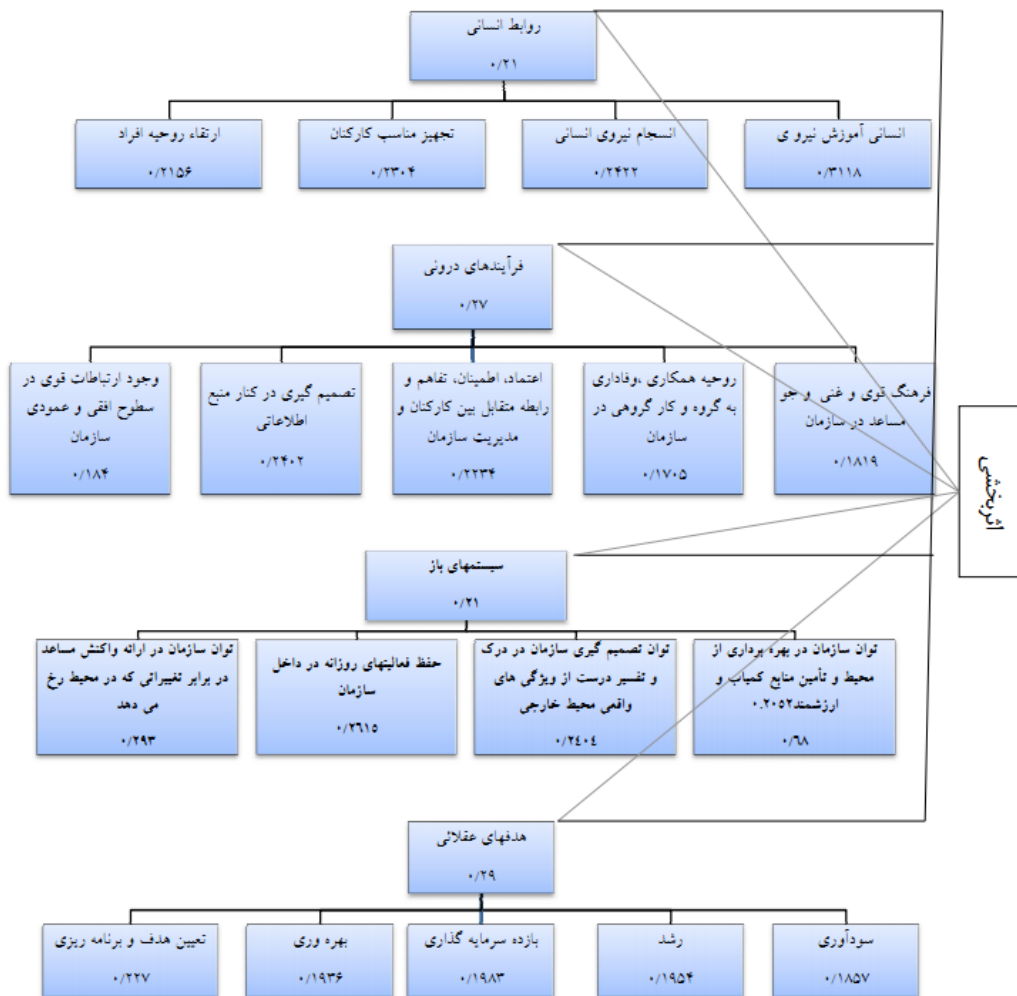 روابط انسانی
۰/۲۱
انسانی آموزش نیرو ی
۰/۳۱۱۸
انسجام نیروی انسانی
۰/۲۴۲۲
تجهیز مناسب کارکنان
۰/۲۳۰۴
ارتقاء روحیه افراد
۰/۲۱۵۶
فرآیندهای درونی
۰/۲۷
فرهنگ قوی و غنی و جو
مساعد در سازمان
۰/۱۸۱۹
روحیه همکاری ،وفاداری
به گروه و کار گروهی در
سازمان
۰/۱۷۰۵
اعتماد، اطمینان، تفاهم و
رابطه متقابل بین کارکنان و
مدیریت سازمان
۰/۲۲۳۴
تصمیم گیری در کنار منبع
اطلاعاتی
۰/۲۴۰۲
وجود ارتباطات قوی در
سطوح افقی و عمودی
سازمان
۰/۱۸۴
اثربخشی
سیستمهای باز
۰/۲۱
توان سازمان در بهره برداری از
محیط و تأمین منابع کمیاب و
ارزشمند۰.۲۰۵۲
۰/۶۸
توان تصمیم گیری سازمان در درک
و تفسیر درست از ویژگی های
واقعی محیط خارجی
۰/۲٤۰٤
حفظ فعالیتهای روزانه در داخل
سازمان
۰/۲٦۱۵
توان سازمان در ارائه واکنش مساعد
در برابر تغییراتی که در محیط رخ
می دهد
۰/۲۹۳
هدفهای عقلائی
۰/۲۹
سودآوری
۰/۱۸۵۷
رشد
۰/۱۹۵۴
بازده سرمایه گذاری
۰/۱۹۸۳
بهره وری
۰/۱۹۳۶
تعیین هدف و برنامه ریزی
۰/۲۲۷